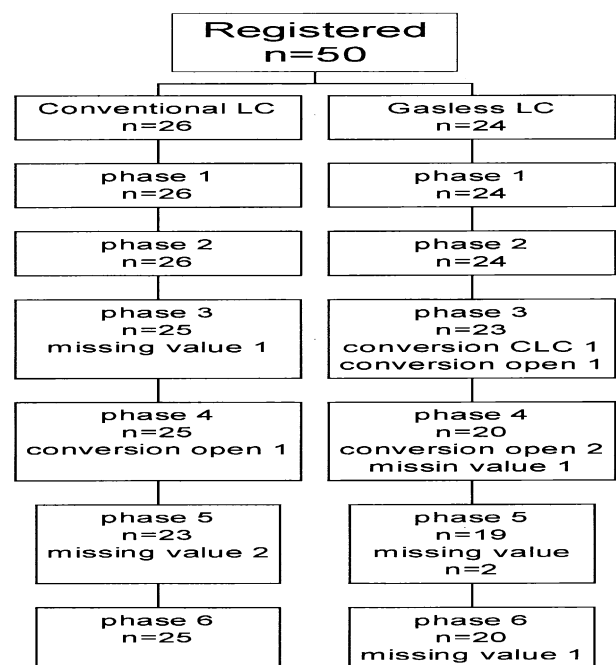 Registered
n=50
Conventional LC
n=26
Gasless LC
n=24
phase 1
n=26
phase 1
n=24
phase 2
n=26
phase 2
n=24
phase 3
n=25
missing value 1
phase 3
n=23
conversion CLC 1
conversion open 1
phase 4
n=25
conversion open 1
phase 4
n=20
conversion open 2
missin value 1
phase 5
n=23
missing value 2
phase 5
n=19
missing value
n=2
phase 6
n=25
phase 6
n=20
missing value 1